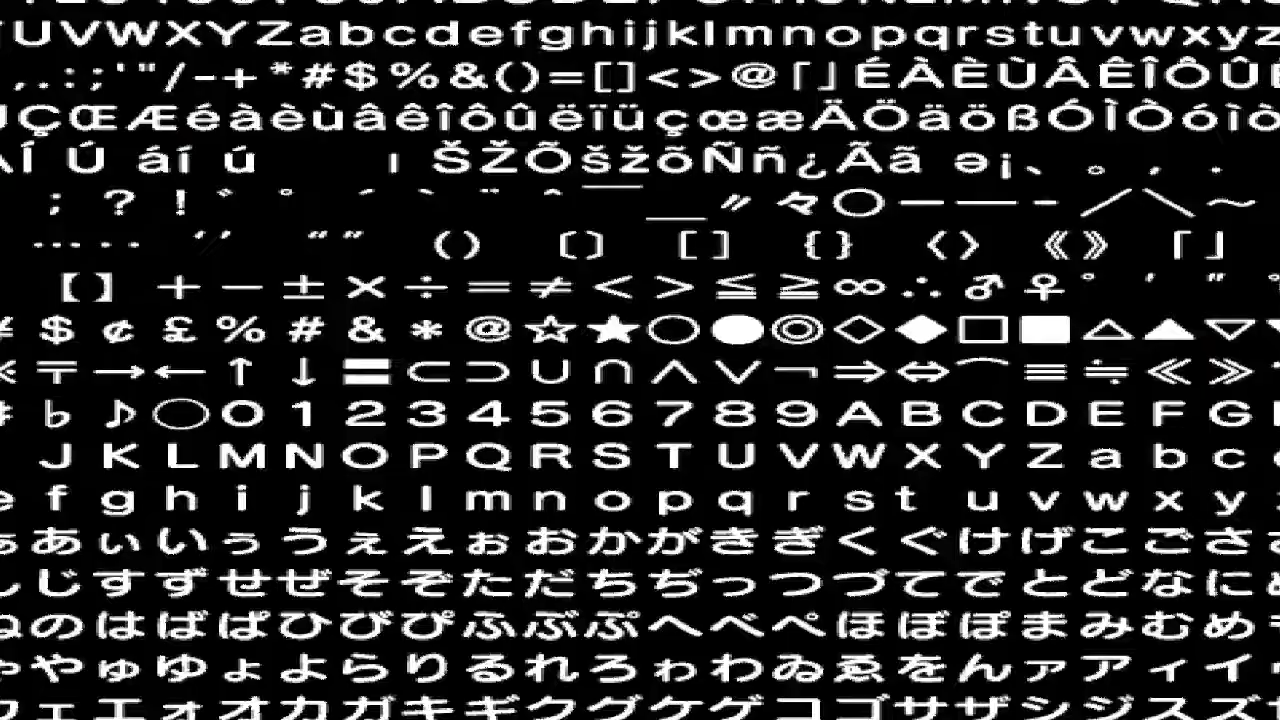 UVWXYZabcdefghijklmnopqrstuvwxyz
,.:;'"/-+*#$%&()=[]<>@「」ÉÀÈÙÂÊÎÔÛ
ÇŒÆéàèùâêîôûëïüçœæÄÖäößÓÌÒóìò
Í Ú áí ú ŠŽÕšžõÑñ¿Ãã ə¡、 。 , .
; ? ! ゛ ゜ ´ ` ¨ ^ ‾ _ 〃 々 〇 ー — - / \ ~
… ‥ ‘ ’ “ ” ( ) 〔 〕 [ ] { } 〈 〉 《 》 「 」
【 】 + − ± × ÷ = ≠ < > ≦ ≧ ∞ ∴ ♂ ♀ ° ′ ″
¥ $ ¢ £ % # & * @ ☆ ★ ○ ● ◎ ◇ ◆ □ ■ △ ▲ ▽
※ 〒 → ← ↑ ↓ 〓 ⊂ ⊃ ∪ ∩ ∧ ∨ ¬ ⇒ ⇔ ⌒ ≡ ≒ ≪ ≫
♯ ♭ ♪ ◯ 0 1 2 3 4 5 6 7 8 9 A B C D E F G
J K L M N O P Q R S T U V W X Y Z a b c
e f g h i j k l m n o p q r s t u v w x y
ぁあぃいぅうぇえぉおかがきぎくぐけげこごさ
しじすずせぜそぞただちぢっつづてでとどなに
ねのはばぱひびぴふぶぷへべぺほぼぽまみむめ
ゃやゅゆょよらりるれろゎわゐゑをんァアィイ
ウェエォオカガキギクグケゲコゴサザシジスズ